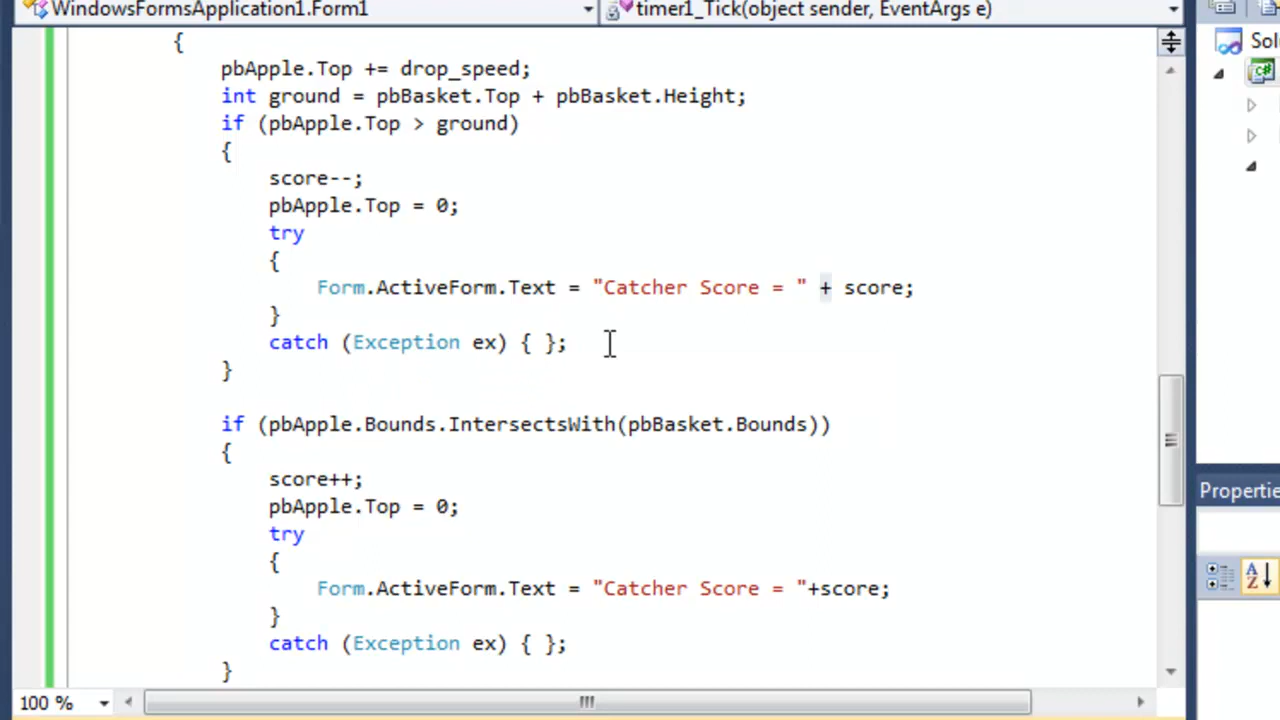 WindowsFormsApplication1.Form1
timer1_Tick(object sender, EventArgs e)
{
pbApple.Top += drop_speed;
int ground = pbBasket.Top + pbBasket.Height;
if (pbApple.Top > ground)
{
score--;
pbApple.Top = 0;
try
{
Form.ActiveForm.Text = "Catcher Score = " + score;
}
catch (Exception ex) { };
}
if (pbApple.Bounds.IntersectsWith(pbBasket.Bounds))
{
score++;
pbApple.Top = 0;
try
{
Form.ActiveForm.Text = "Catcher Score = "+score;
}
catch (Exception ex) { };
}
100 %
Sol
C#
Propertie
A
Z